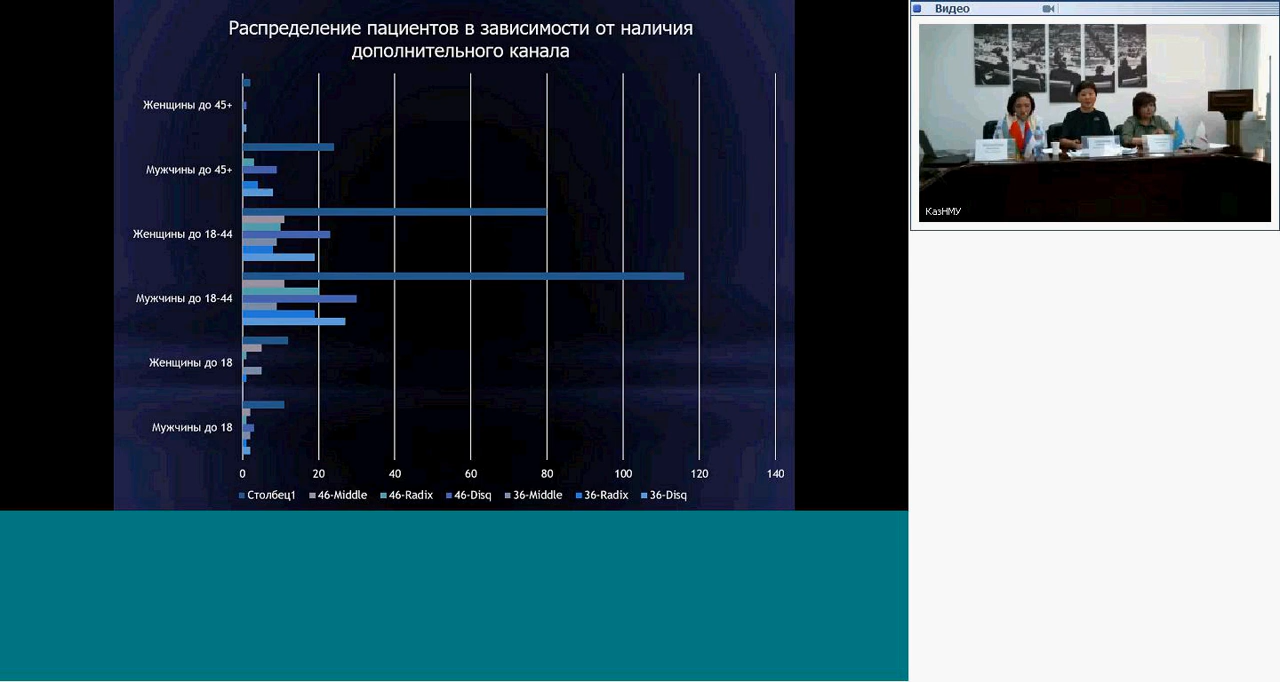 Распределение пациентов в зависимости от наличия
дополнительного канала
Женщины до 45+
Мужчины до 45+
Женщины до 18-44
Мужчины до 18-44
Женщины до 18
Мужчины до 18
0 20 40 60 80 100 120 140
Столбец1 46-Middle 46-Radix 46-Disq 36-Middle 36-Radix 36-Disq
Видео
КазНМУ